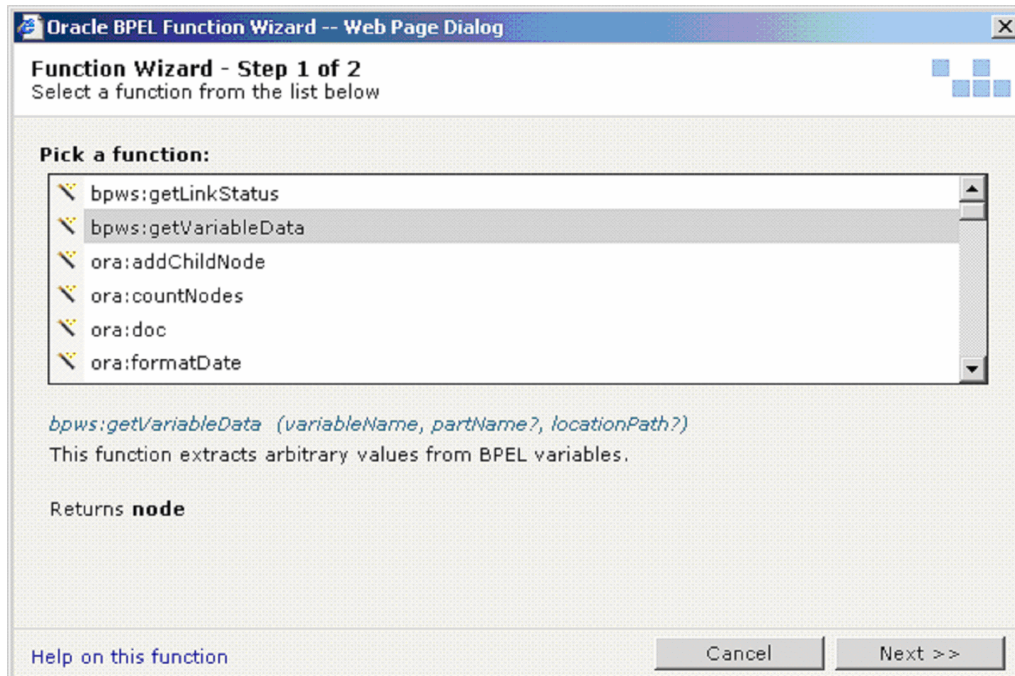 Oracle BPEL Function Wizard -- Web Page Dialog
Function Wizard - Step 1 of 2
Select a function from the list below
Pick a function:
bpws:getLinkStatus
bpws:getVariableData
ora:addChildNode
ora:countNodes
ora:doc
ora:formatDate
bpws:getVariableData (variableName, partName?, locationPath?)
This function extracts arbitrary values from BPEL variables.
Returns node
Help on this function
Cancel
Next >>